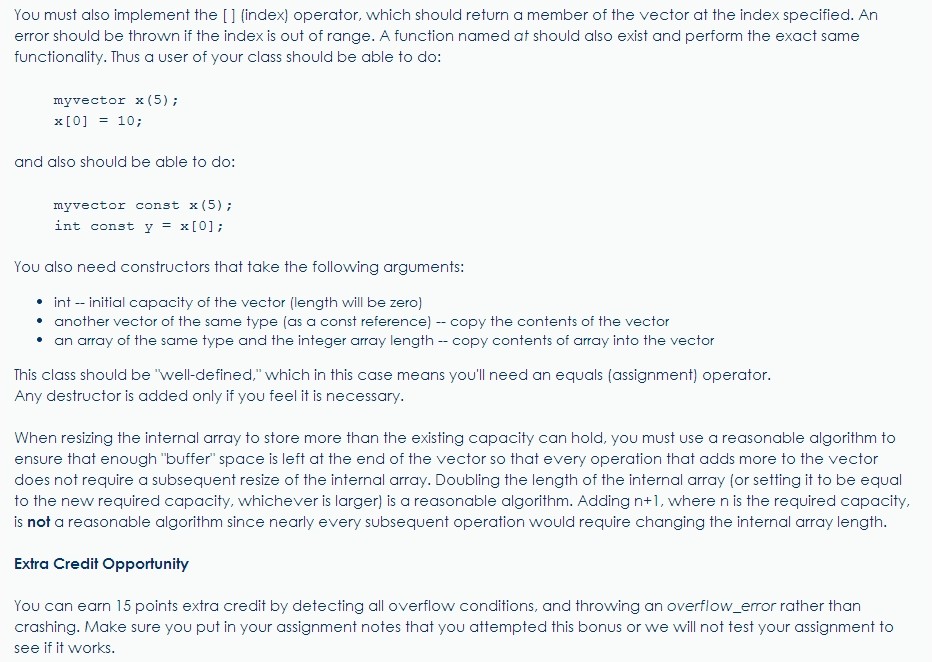 You must also implement the [ ] (index) operator, which should return a member of the vector at the index specified. An
error should be thrown if the index is out of range. A function named at should also exist and perform the exact same
functionality. Thus a user of your class should be able to do:
myvector x(5);
x[0] = 10;
and also should be able to do:
myvector const x(5);
int const y = x[0];
You also need constructors that take the following arguments:
• int -- initial capacity of the vector (length will be zero)
• another vector of the same type (as a const reference) -- copy the contents of the vector
• an array of the same type and the integer array length -- copy contents of array into the vector
This class should be "well-defined," which in this case means you'll need an equals (assignment) operator.
Any destructor is added only if you feel it is necessary.
When resizing the internal array to store more than the existing capacity can hold, you must use a reasonable algorithm to
ensure that enough "buffer" space is left at the end of the vector so that every operation that adds more to the vector
does not require a subsequent resize of the internal array. Doubling the length of the internal array (or setting it to be equal
to the new required capacity, whichever is larger) is a reasonable algorithm. Adding n+1, where n is the required capacity,
is not a reasonable algorithm since nearly every subsequent operation would require changing the internal array length.
Extra Credit Opportunity
You can earn 15 points extra credit by detecting all overflow conditions, and throwing an overflow_error rather than
crashing. Make sure you put in your assignment notes that you attempted this bonus or we will not test your assignment to
see if it works.